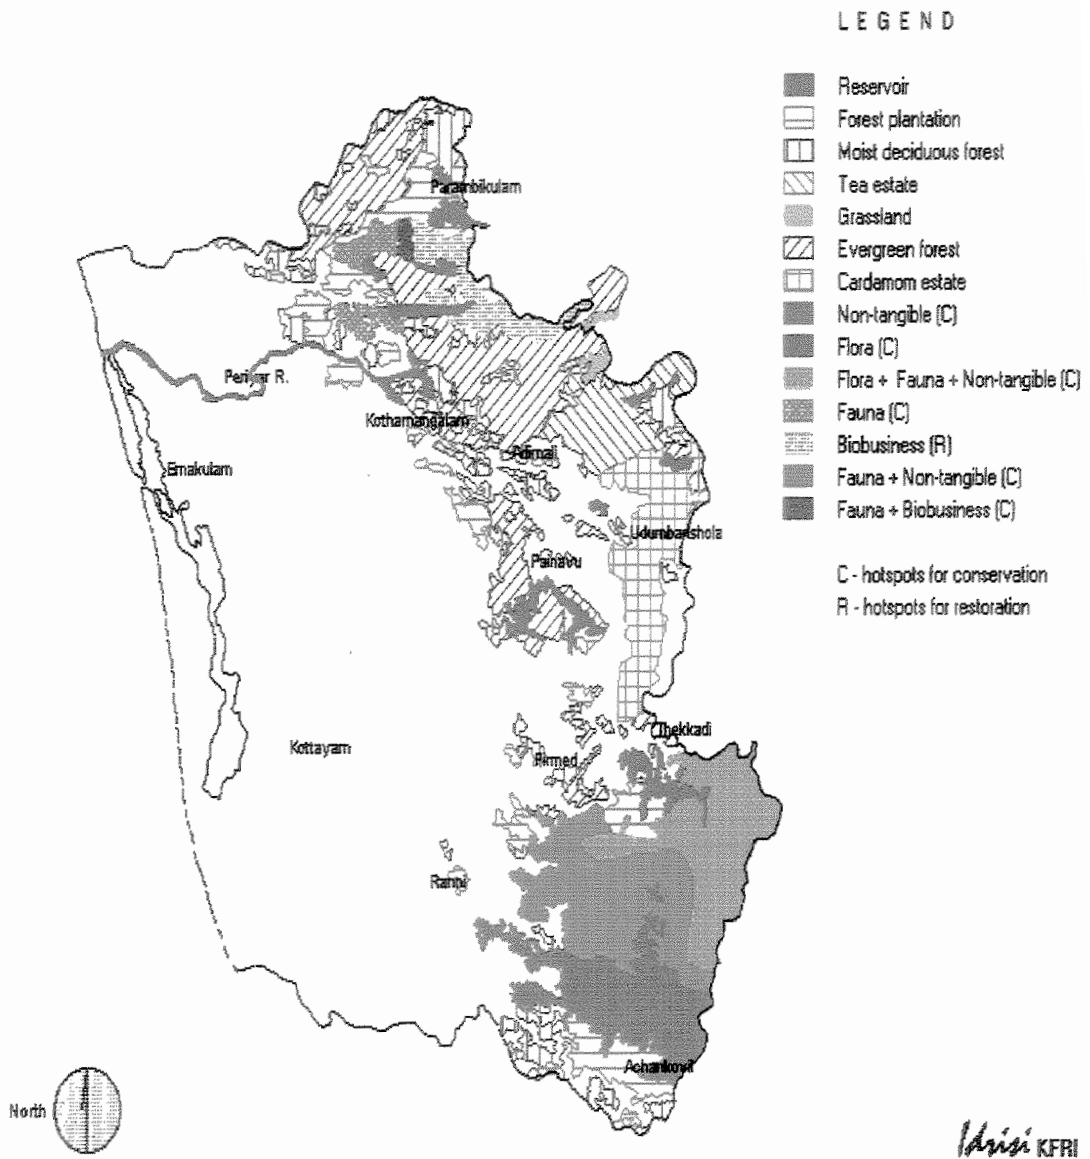 LEGEND
Reservoir
Forest plantation
Moist deciduous forest
Tea estate
Grassland
Evergreen forest
Cardamom estate
Non-tangible (C)
Flora (C)
Flora + Fauna + Non-tangible (C)
Fauna (C)
Biobusiness (R)
Fauna + Non-tangible (C)
Fauna + Biobusiness (C)
C - hotspots for conservation
R - hotspots for restoration
Parambikulam
Periyar R.
Kothamangalam
Adimali
Ernakulam
Udumbanshola
Painavu
Thekkadi
Kottayam
Pirmed
Ranni
Achankovil
North
Idrisi KFRI